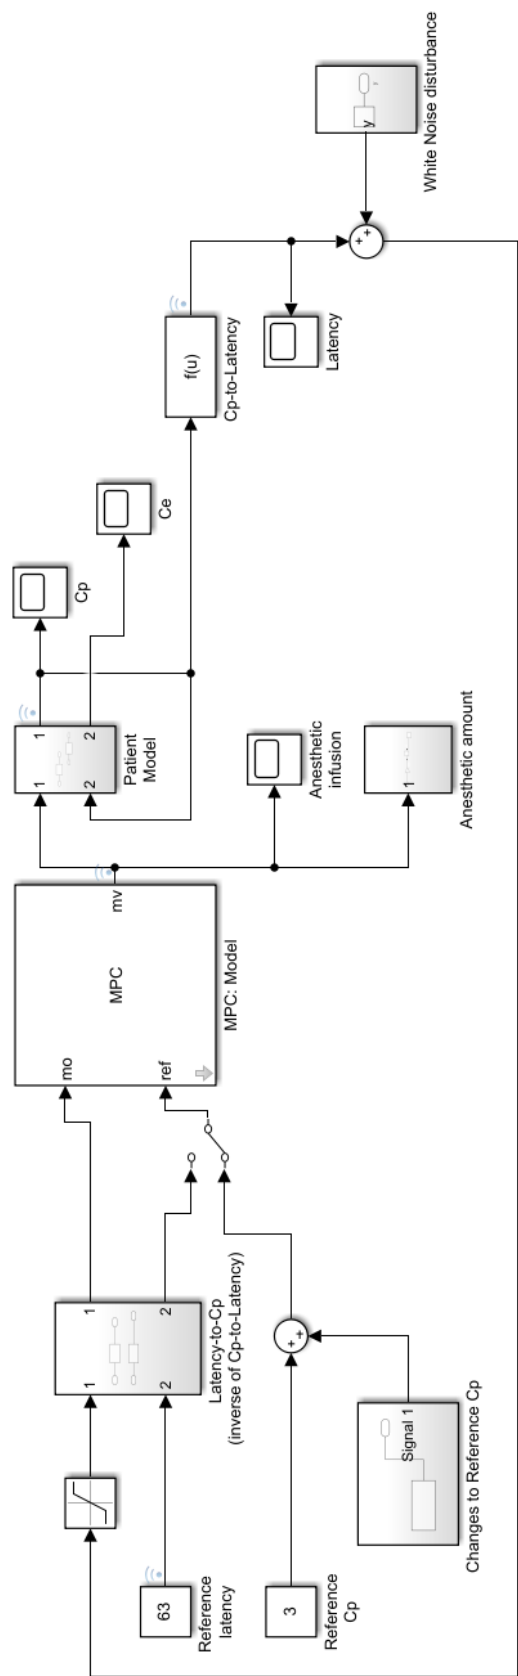 63
Reference
latency
3
Reference
Cp
Signal 1
Changes to Reference Cp
1
2
1
2
Latency-to-Cp
(inverse of Cp-to-Latency)
mo
ref
MPC
mv
MPC: Model
1
2
1
2
Patient
Model
Cp
Ce
Anesthetic
infusion
1
Anesthetic amount
f(u)
Cp-to-Latency
Latency
y
White Noise disturbance